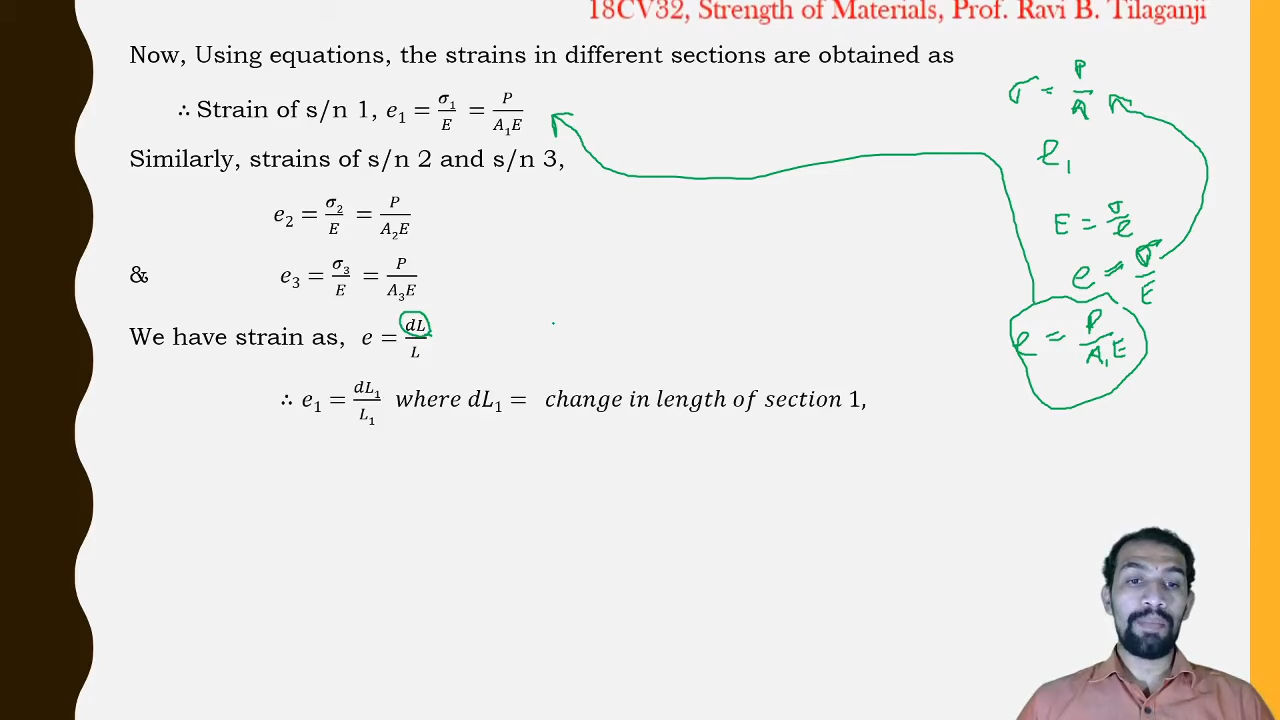 18CV32, Strength of Materials, Prof. Ravi B. Tilaganji
Now, Using equations, the strains in different sections are obtained as
∴ Strain of s/n 1, e₁ = σ₁/E = P/A₁E
Similarly, strains of s/n 2 and s/n 3,
e₂ = σ₂/E = P/A₂E
& e₃ = σ₃/E = P/A₃E
We have strain as, e = dL/L
∴ e₁ = dL₁/L₁ where dL₁ = change in length of section 1,
σ = P/A
e₁
E = σ/e
e = σ/E
e = P/A₁E